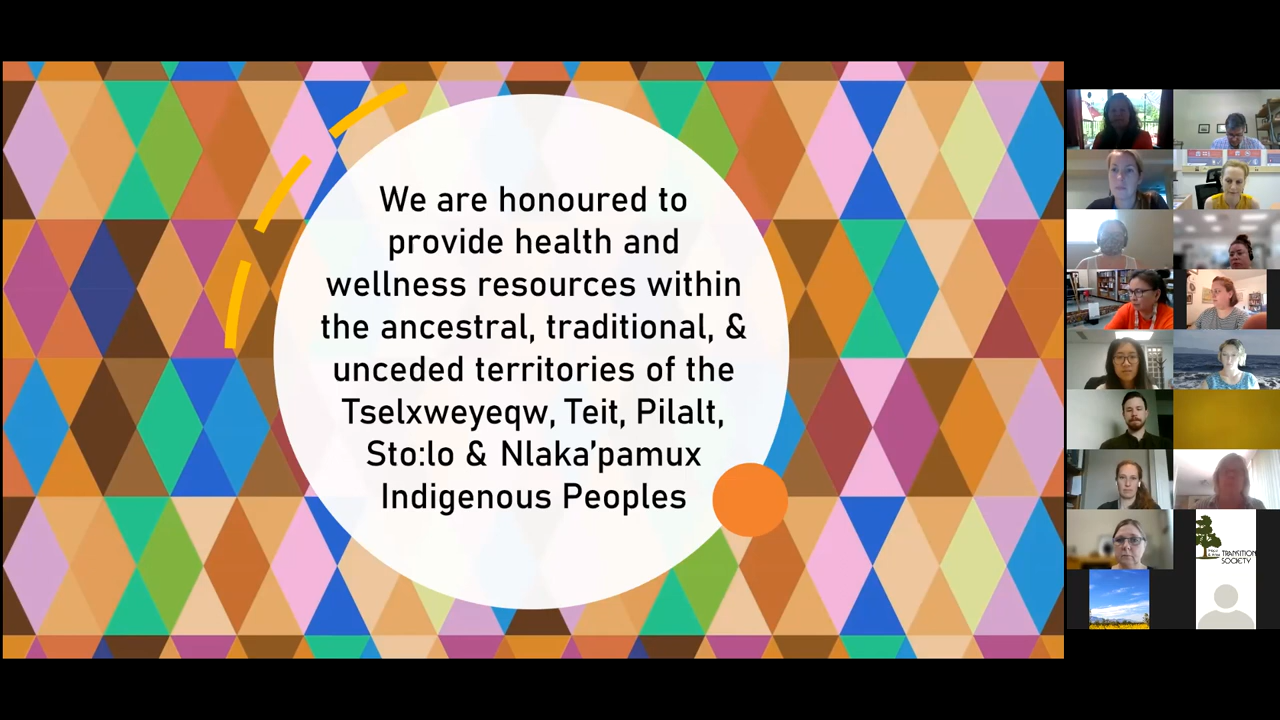 We are honoured to
provide health and
wellness resources within
the ancestral, traditional, &
unceded territories of the
Tselxweyeqw, Teit, Pilalt,
Sto:lo & Nlaka’pamux
Indigenous Peoples
TRANSITION
SOCIETY